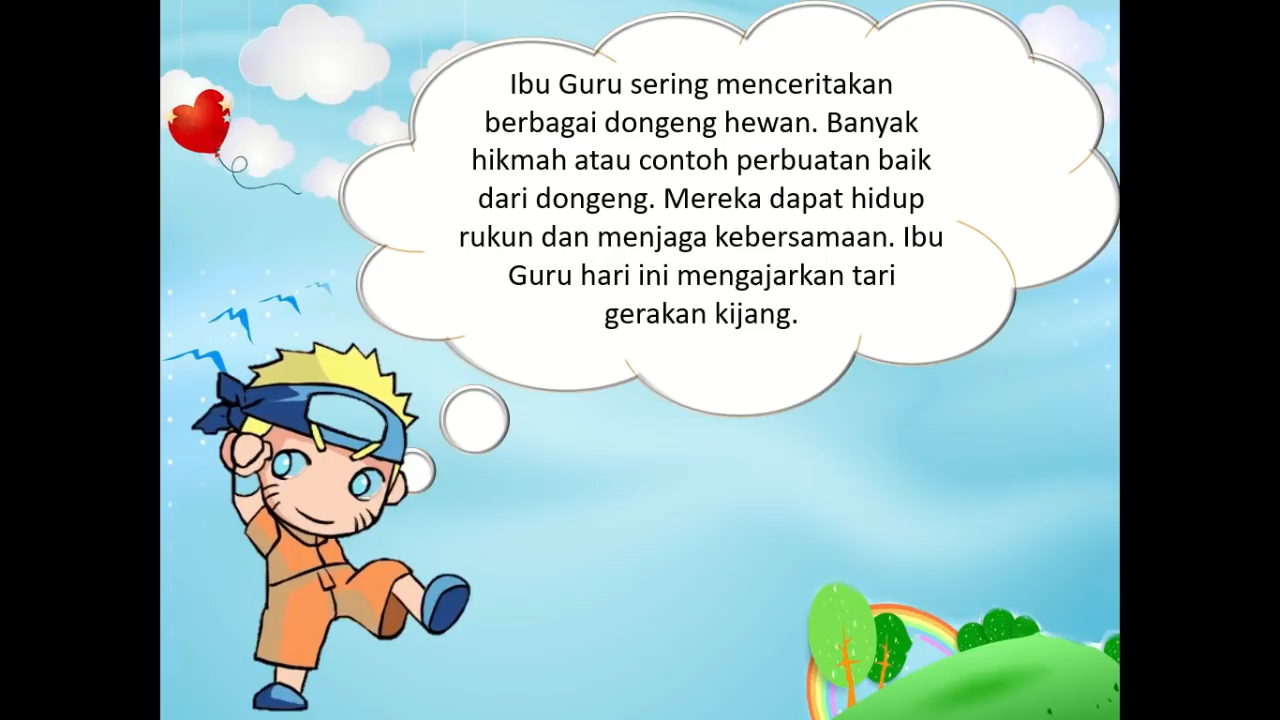 Ibu Guru sering menceritakan
berbagai dongeng hewan. Banyak
hikmah atau contoh perbuatan baik
dari dongeng. Mereka dapat hidup
rukun dan menjaga kebersamaan. Ibu
Guru hari ini mengajarkan tari
gerakan kijang.